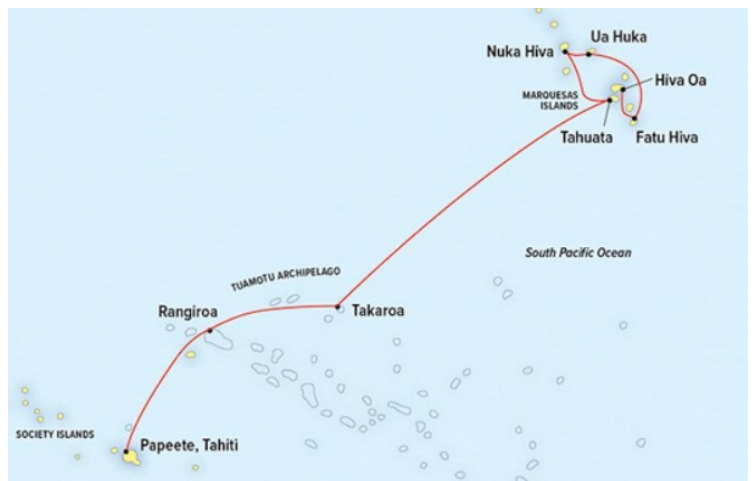 Ua Huka
Nuka Hiva
Hiva Oa
MARQUESAS
ISLANDS
Tahuata
Fatu Hiva
South Pacific Ocean
TUAMOTU ARCHIPELAGO
Rangiroa
Takaroa
SOCIETY ISLANDS
Papeete, Tahiti